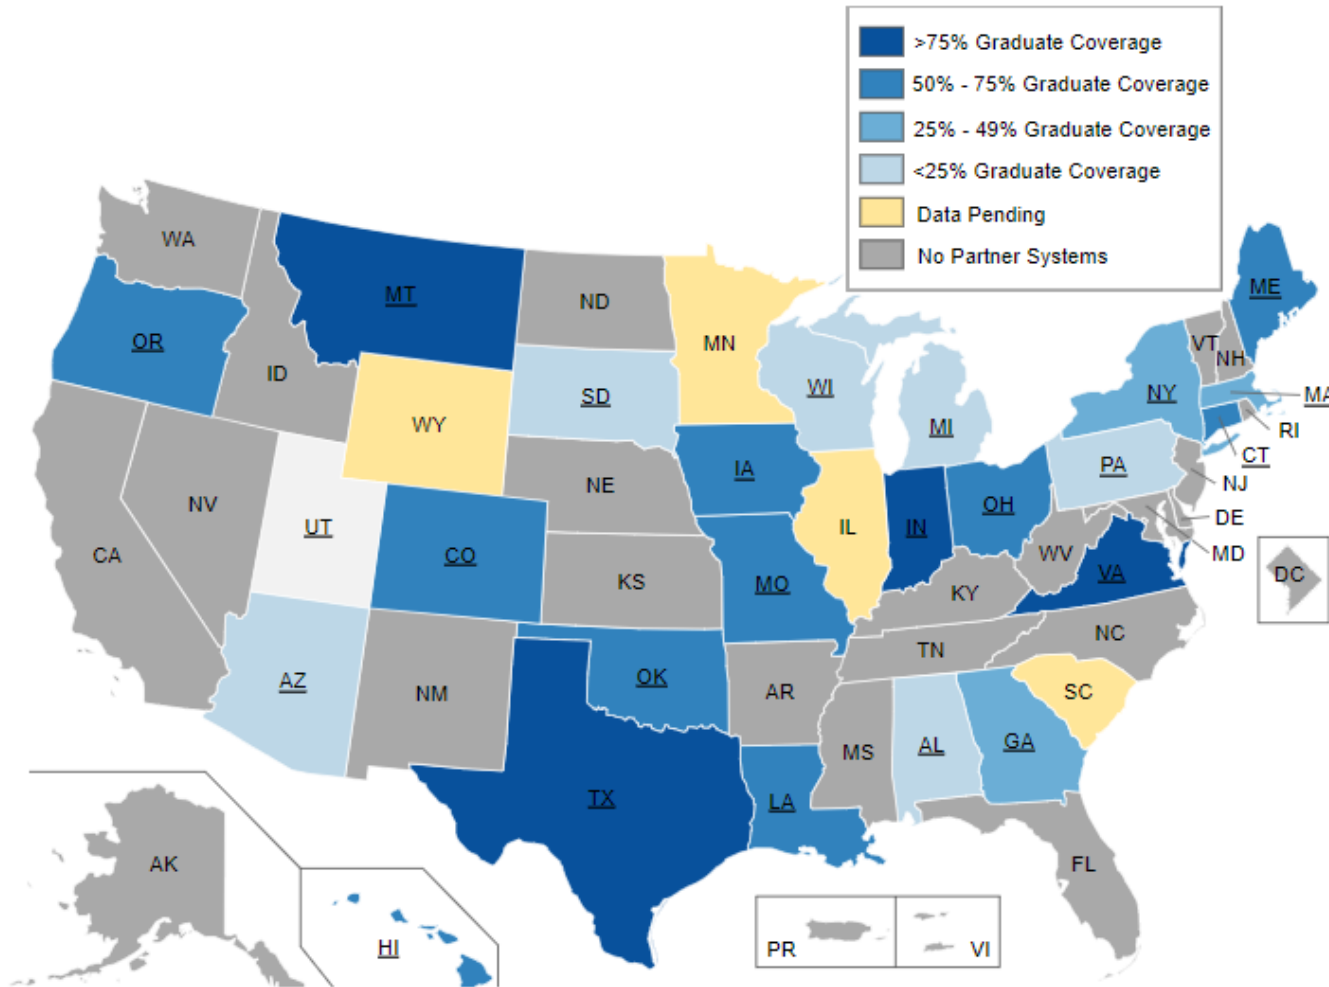 >75% Graduate Coverage
50% - 75% Graduate Coverage
25% - 49% Graduate Coverage
<25% Graduate Coverage
Data Pending
No Partner Systems
WA
MT
ND
MN
ME
OR
ID
SD
WI
MI
VT
NH
NY
MA
RI
CT
WY
IA
NE
PA
NJ
NV
UT
CO
IL
IN
OH
DE
MD
CA
KS
MO
WV
VA
DC
KY
AZ
NM
OK
AR
TN
NC
TX
LA
MS
AL
GA
SC
FL
AK
HI
PR
VI